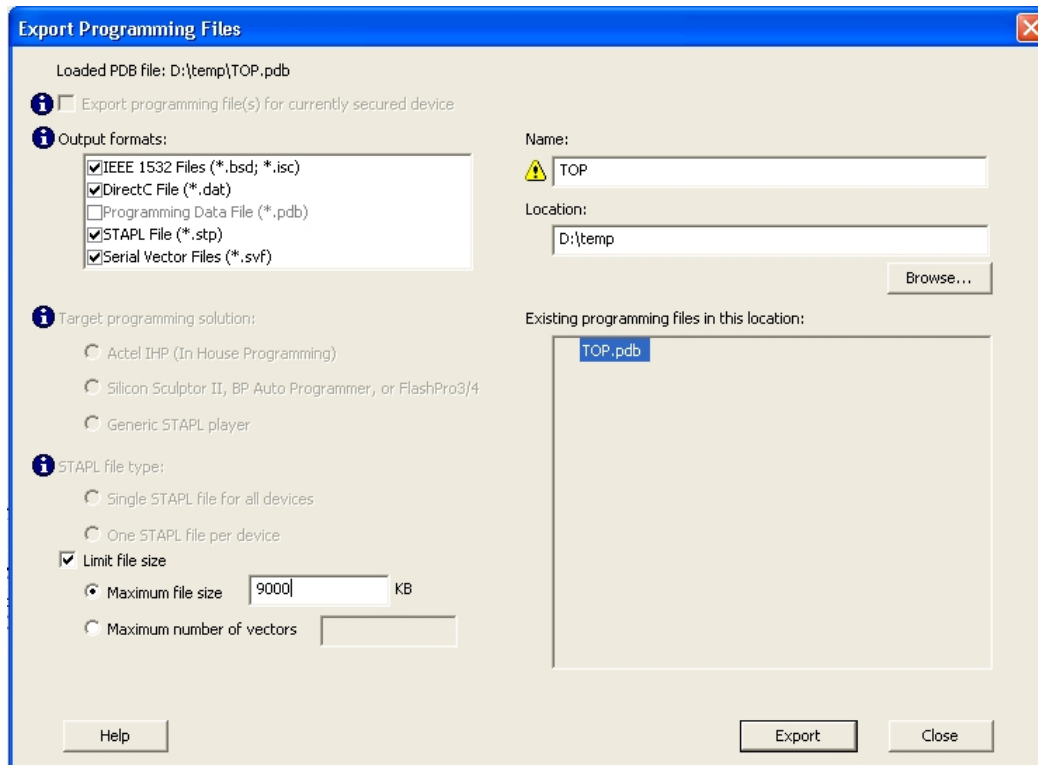 Export Programming Files
Loaded PDB file: D:\temp\TOP.pdb
Export programming file(s) for currently secured device
Output formats:
IEEE 1532 Files (*.bsd; *.isc)
DirectC File (*.dat)
Programming Data File (*.pdb)
STAPL File (*.stp)
Serial Vector Files (*.svf)
Target programming solution:
Actel IHP (In House Programming)
Silicon Sculptor II, BP Auto Programmer, or FlashPro3/4
Generic STAPL player
STAPL file type:
Single STAPL file for all devices
One STAPL file per device
Limit file size
Maximum file size 9000 KB
Maximum number of vectors
Name:
TOP
Location:
D:\temp
Browse...
Existing programming files in this location:
TOP.pdb
Help
Export
Close